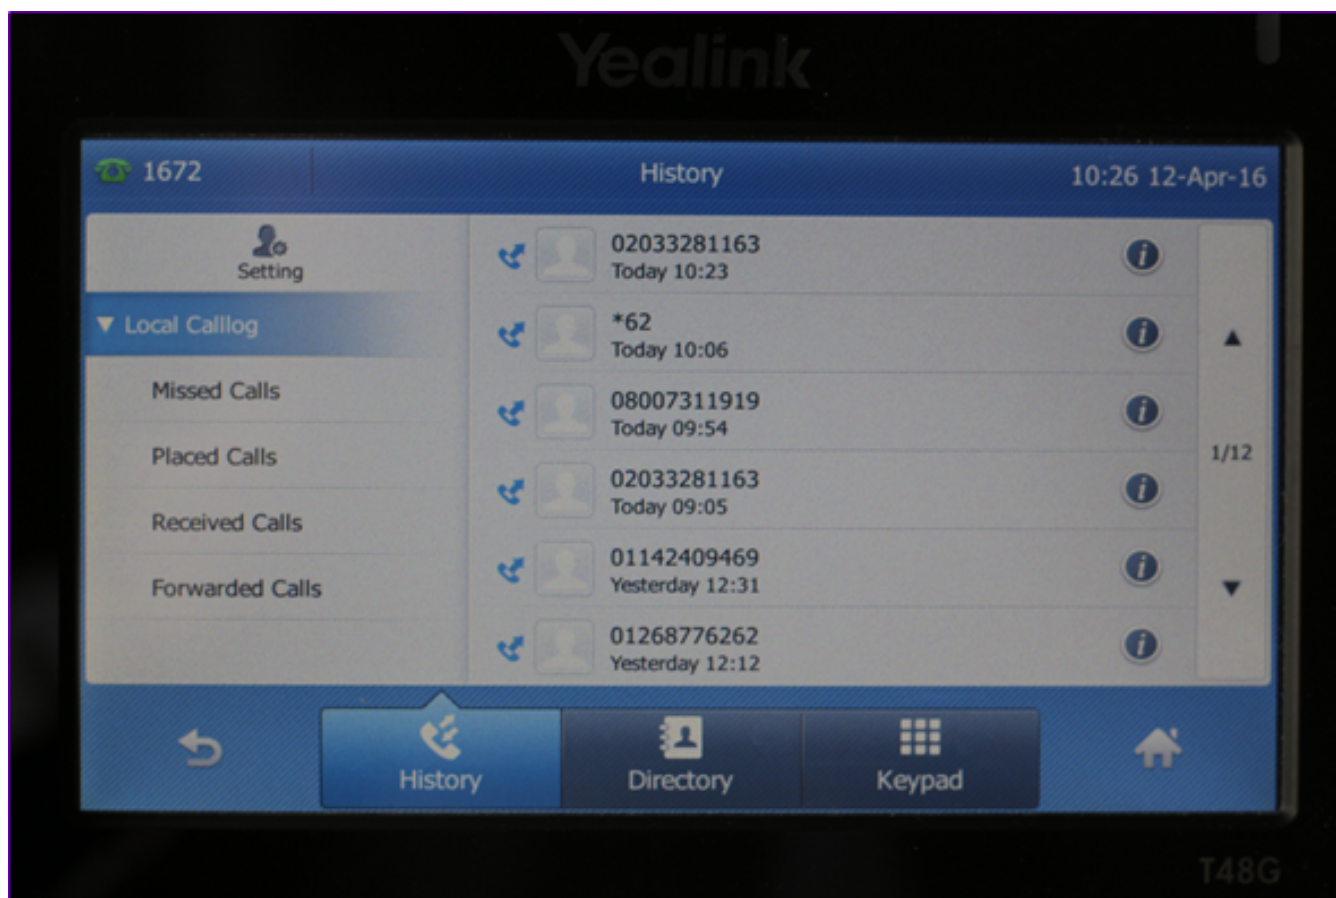 Yealink
1672
History
10:26 12-Apr-16
Setting
Local Calllog
Missed Calls
Placed Calls
Received Calls
Forwarded Calls
02033281163
Today 10:23
*62
Today 10:06
08007311919
Today 09:54
02033281163
Today 09:05
01142409469
Yesterday 12:31
01268776262
Yesterday 12:12
1/12
History
Directory
Keypad
T48G